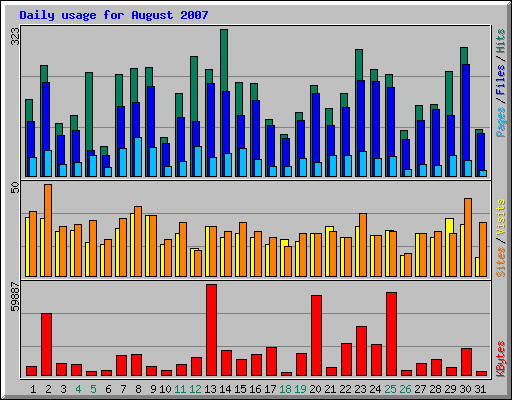 Daily usage for August 2007
323
Pages / Files / Hits
50
Sites / Visits
59887
KBytes
1 2 3 4 5 6 7 8 9 10 11 12 13 14 15 16 17 18 19 20 21 22 23 24 25 26 27 28 29 30 31